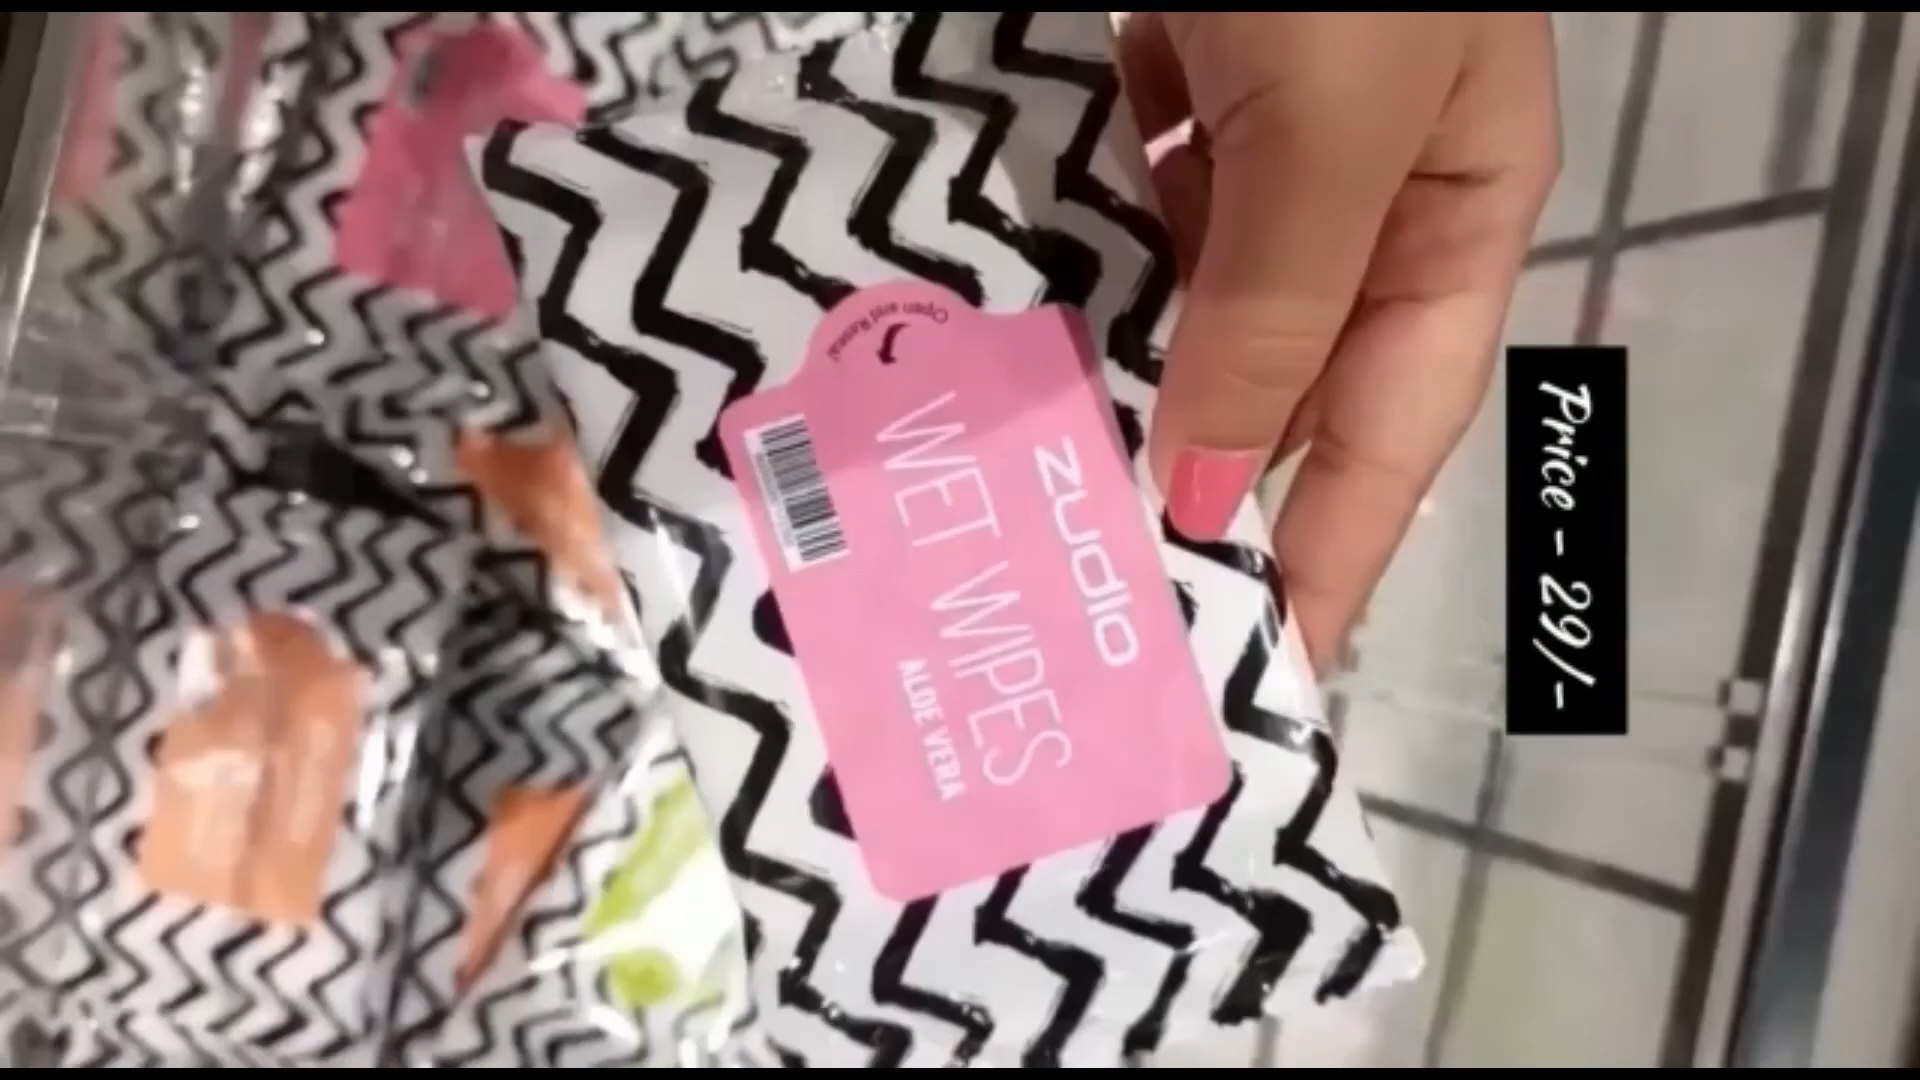 Open and Reseal
ZUDIO
WET WIPES
ALOE VERA
Price - 29/-